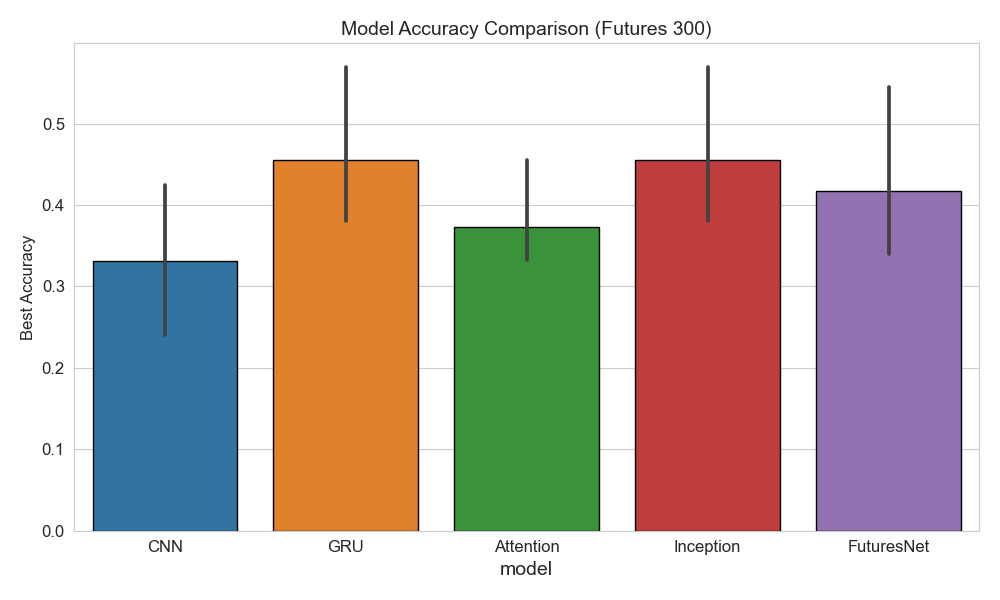 Model Accuracy Comparison (Futures 300)
Best Accuracy
0.5
0.4
0.3
0.2
0.1
0.0
CNN GRU Attention Inception FuturesNet
model